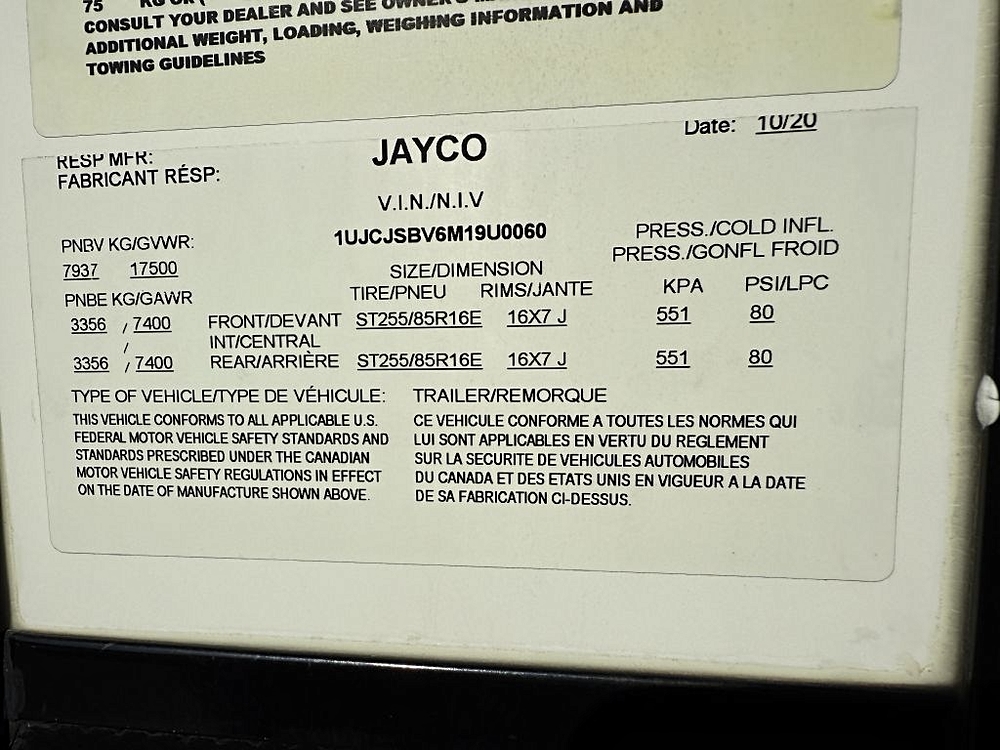 75 KG OR (
CONSULT YOUR DEALER AND SEE OWNER'S
ADDITIONAL WEIGHT, LOADING, WEIGHING INFORMATION AND
TOWING GUIDELINES
Date: 10/20
RESP MFR: JAYCO
FABRICANT RÉSP:
V.I.N./N.I.V
1UJCJSBV6M19U0060
PRESS./COLD INFL.
PNBV KG/GVWR:
PRESS./GONFL FROID
7937 17500
SIZE/DIMENSION
TIRE/PNEU RIMS/JANTE KPA PSI/LPC
PNBE KG/GAWR
3356 / 7400 FRONT/DEVANT ST255/85R16E 16X7 J 551 80
/ INT/CENTRAL
3356 / 7400 REAR/ARRIÈRE ST255/85R16E 16X7 J 551 80
TYPE OF VEHICLE/TYPE DE VÉHICULE: TRAILER/REMORQUE
THIS VEHICLE CONFORMS TO ALL APPLICABLE U.S.
FEDERAL MOTOR VEHICLE SAFETY STANDARDS AND
STANDARDS PRESCRIBED UNDER THE CANADIAN
MOTOR VEHICLE SAFETY REGULATIONS IN EFFECT
ON THE DATE OF MANUFACTURE SHOWN ABOVE.
CE VEHICULE CONFORME A TOUTES LES NORMES QUI
LUI SONT APPLICABLES EN VERTU DU REGLEMENT
SUR LA SECURITE DE VEHICULES AUTOMOBILES
DU CANADA ET DES ETATS UNIS EN VIGUEUR A LA DATE
DE SA FABRICATION CI-DESSUS.